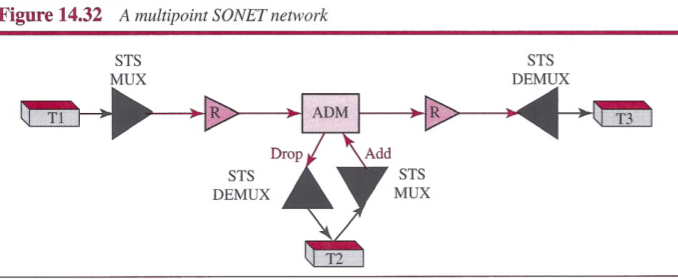 Figure 14.32 A multipoint SONET network
STS
MUX
STS
DEMUX
T1
R
ADM
R
T3
Drop
Add
STS
DEMUX
STS
MUX
T2